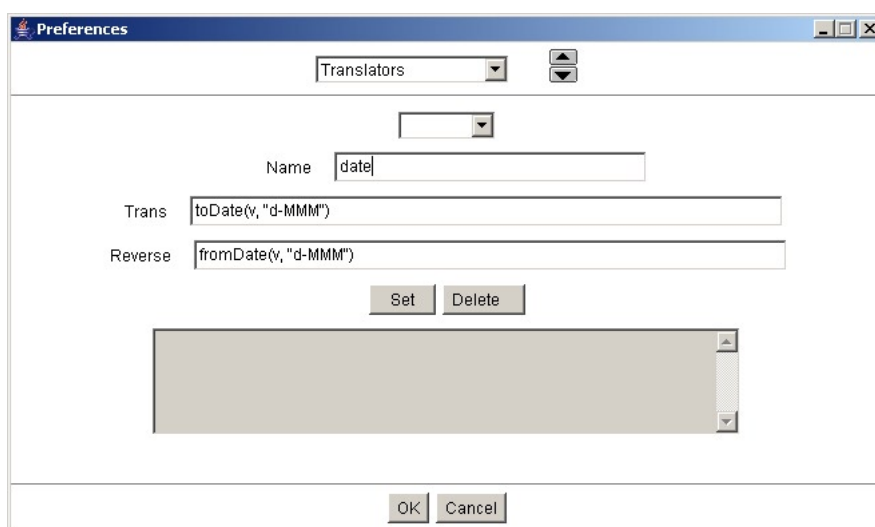 Preferences
Translators
Name date
Trans toDate(v, "d-MMM")
Reverse fromDate(v, "d-MMM")
Set Delete
OK Cancel